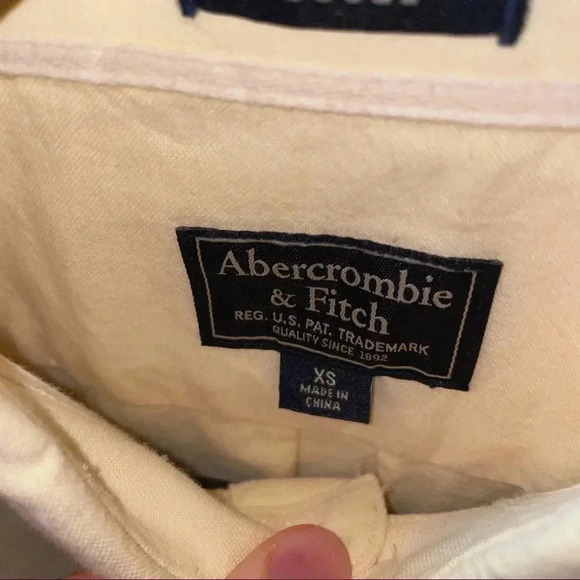 Abercrombie
& Fitch
REG. U.S. PAT. TRADEMARK
QUALITY SINCE 1892
XS
MADE IN
CHINA